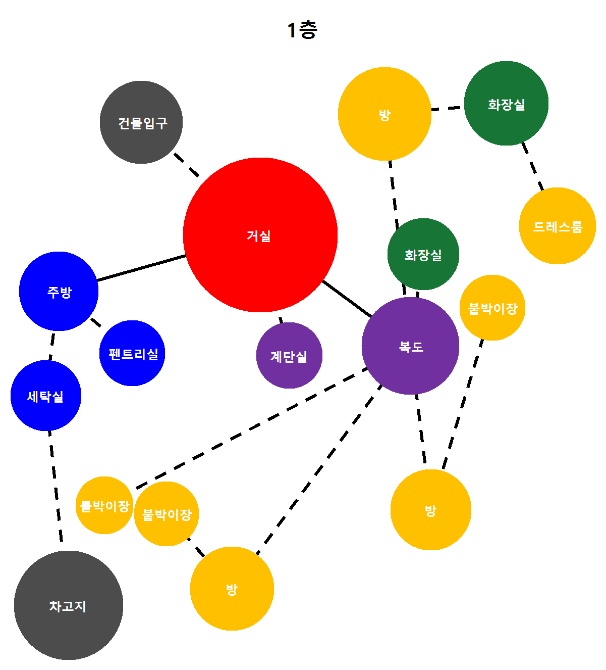 1층
건물입구
방
화장실
거실
드레스룸
화장실
주방
붙박이장
펜트리실
계단실
복도
세탁실
틀박이장
붙박이장
방
방
차고지